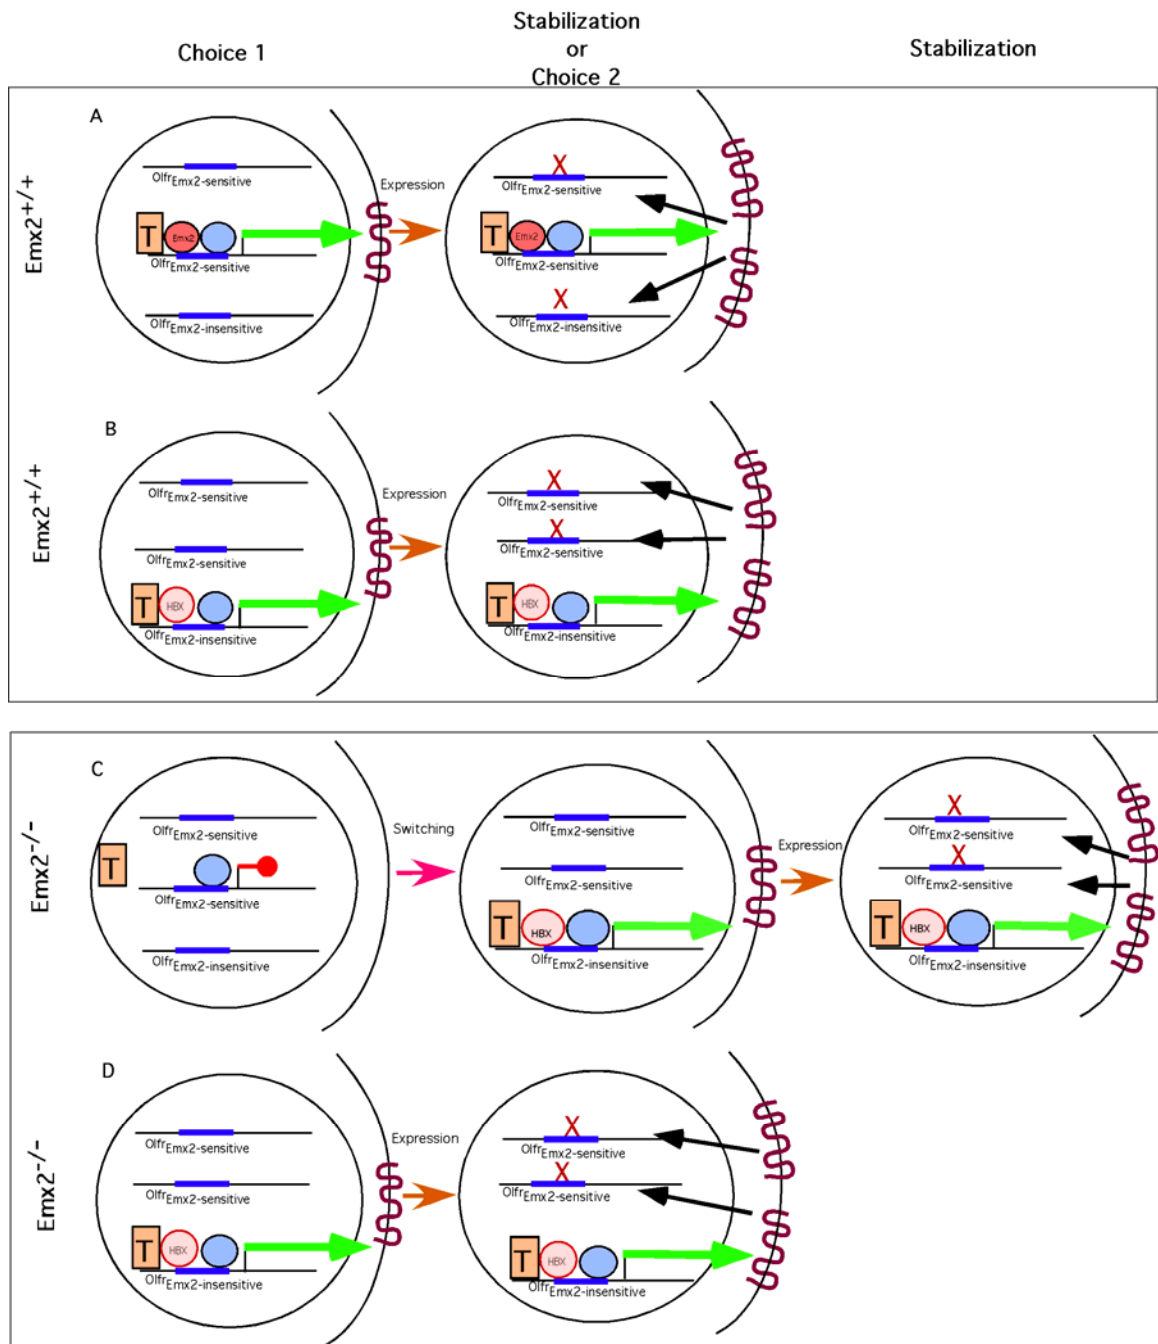 Choice 1
Stabilization
or
Choice 2
Stabilization
Emx2+/+
A
OlfrEmx2-sensitive
T
Emx2
OlfrEmx2-sensitive
OlfrEmx2-insensitive
Expression
X
OlfrEmx2-sensitive
T
Emx2
OlfrEmx2-sensitive
X
OlfrEmx2-insensitive
Emx2+/+
B
OlfrEmx2-sensitive
OlfrEmx2-sensitive
T
HBX
OlfrEmx2-insensitive
Expression
X
OlfrEmx2-sensitive
X
OlfrEmx2-sensitive
T
HBX
OlfrEmx2-insensitive
Emx2-/-
C
OlfrEmx2-sensitive
T
OlfrEmx2-sensitive
OlfrEmx2-insensitive
Switching
OlfrEmx2-sensitive
OlfrEmx2-sensitive
T
HBX
OlfrEmx2-insensitive
Expression
X
OlfrEmx2-sensitive
X
OlfrEmx2-sensitive
T
HBX
OlfrEmx2-insensitive
Emx2-/-
D
OlfrEmx2-sensitive
OlfrEmx2-sensitive
T
HBX
OlfrEmx2-insensitive
Expression
X
OlfrEmx2-sensitive
X
OlfrEmx2-sensitive
T
HBX
OlfrEmx2-insensitive